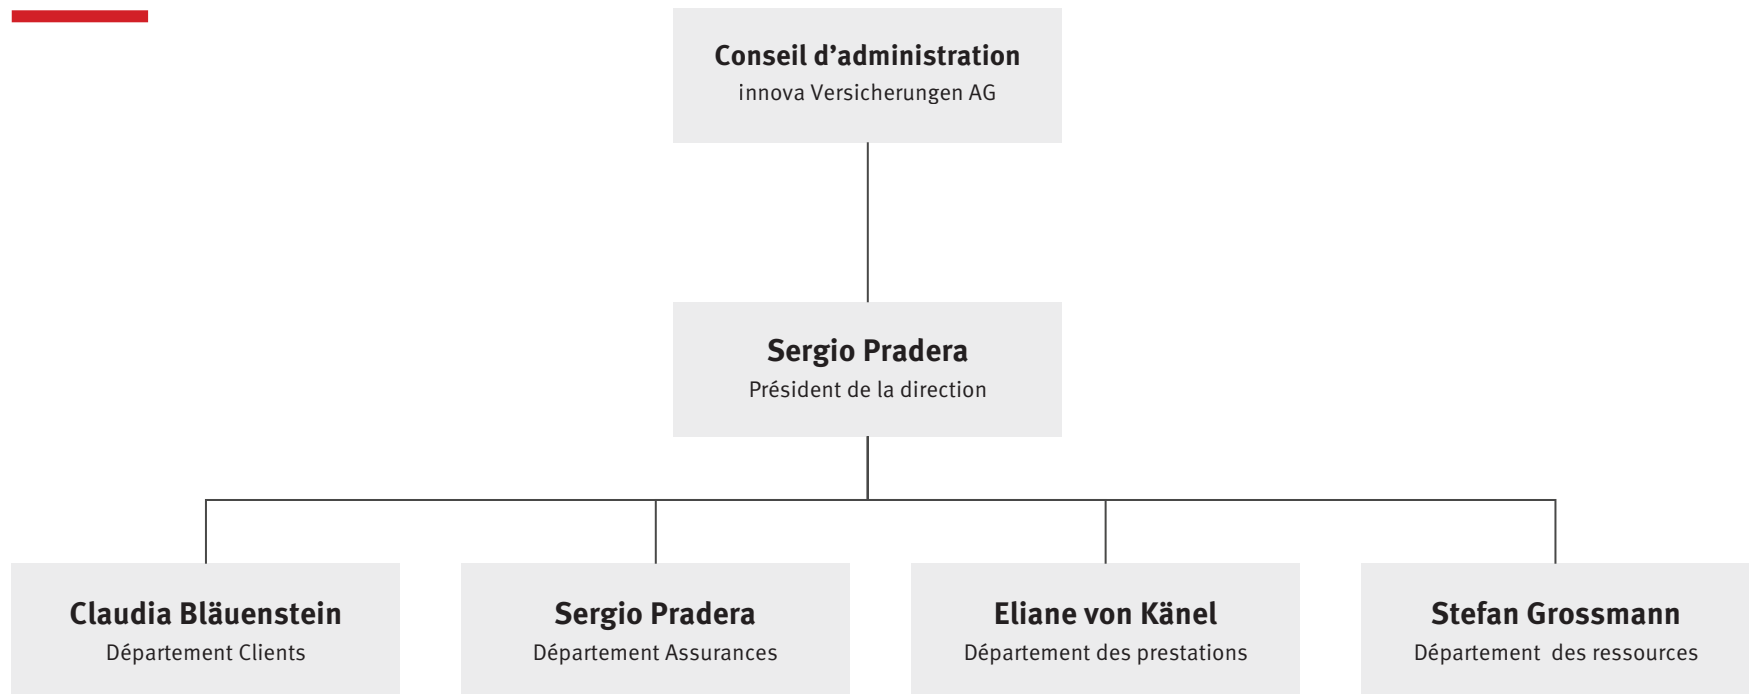 Conseil d’administration
innova Versicherungen AG
Sergio Pradera
Président de la direction
Claudia Bläuenstein
Département Clients
Sergio Pradera
Département Assurances
Eliane von Känel
Département des prestations
Stefan Grossmann
Département  des ressources